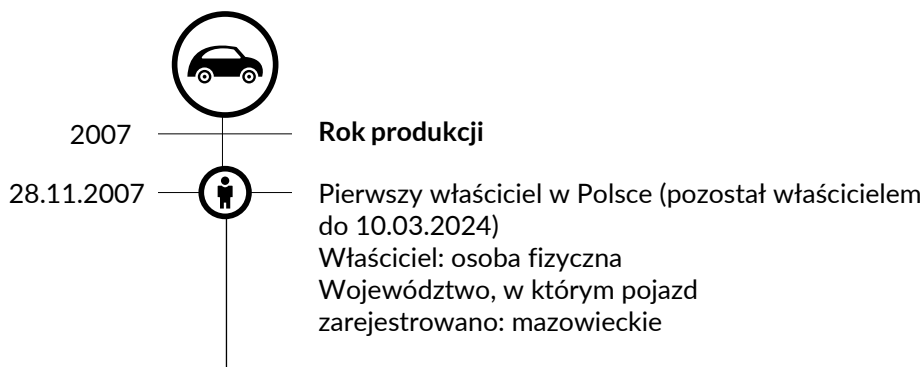 2007
Rok produkcji
28.11.2007
Pierwszy właściciel w Polsce (pozostał właścicielem
do 10.03.2024)
Właściciel: osoba fizyczna
Województwo, w którym pojazd
zarejestrowano: mazowieckie